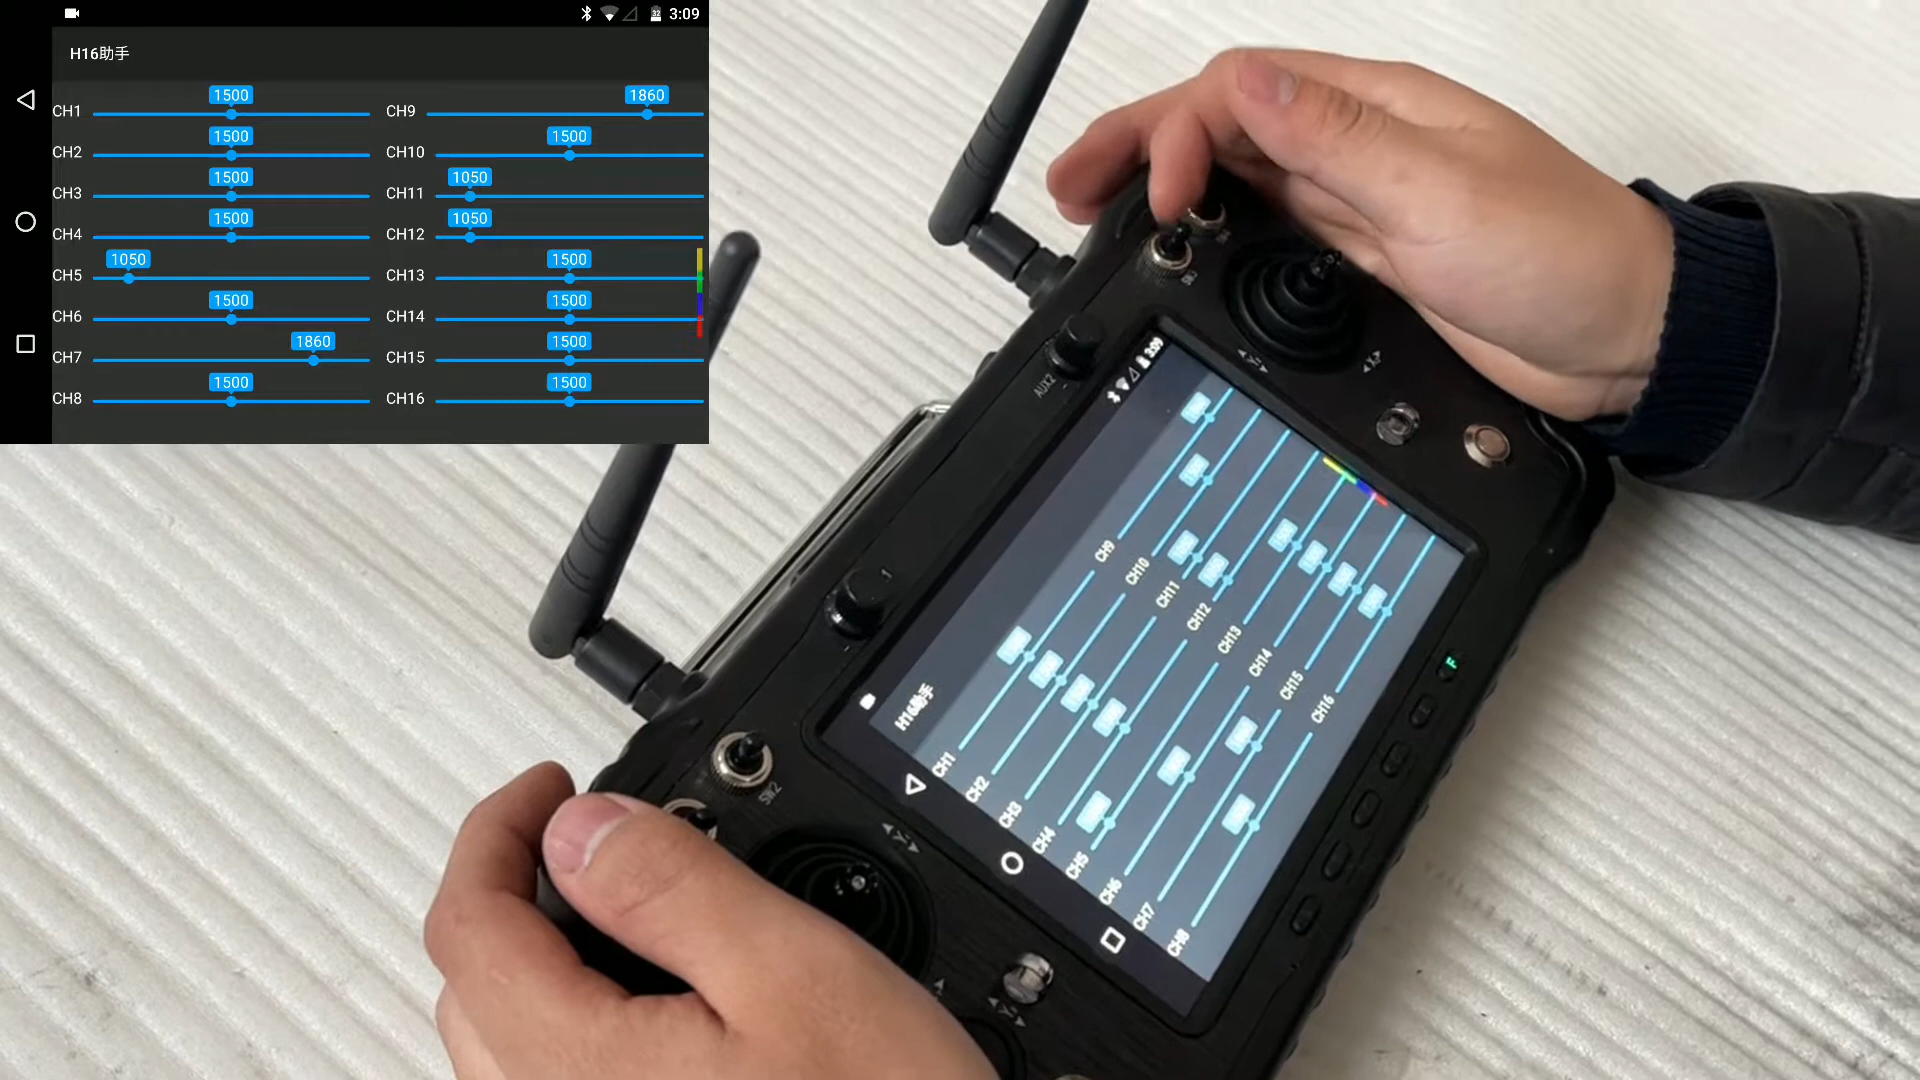 3:09
H16助手
CH1 1500
CH2 1500
CH3 1500
CH4 1500
CH5 1050
CH6 1500
CH7 1860
CH8 1500
CH9 1860
CH10 1500
CH11 1050
CH12 1050
CH13 1500
CH14 1500
CH15 1500
CH16 1500
AUX2
3:09
H16助手
CH1
CH2
CH3
CH4
CH5
CH6
CH7
CH8
CH9
CH10
CH11
CH12
CH13
CH14
CH15
CH16
SW2
F